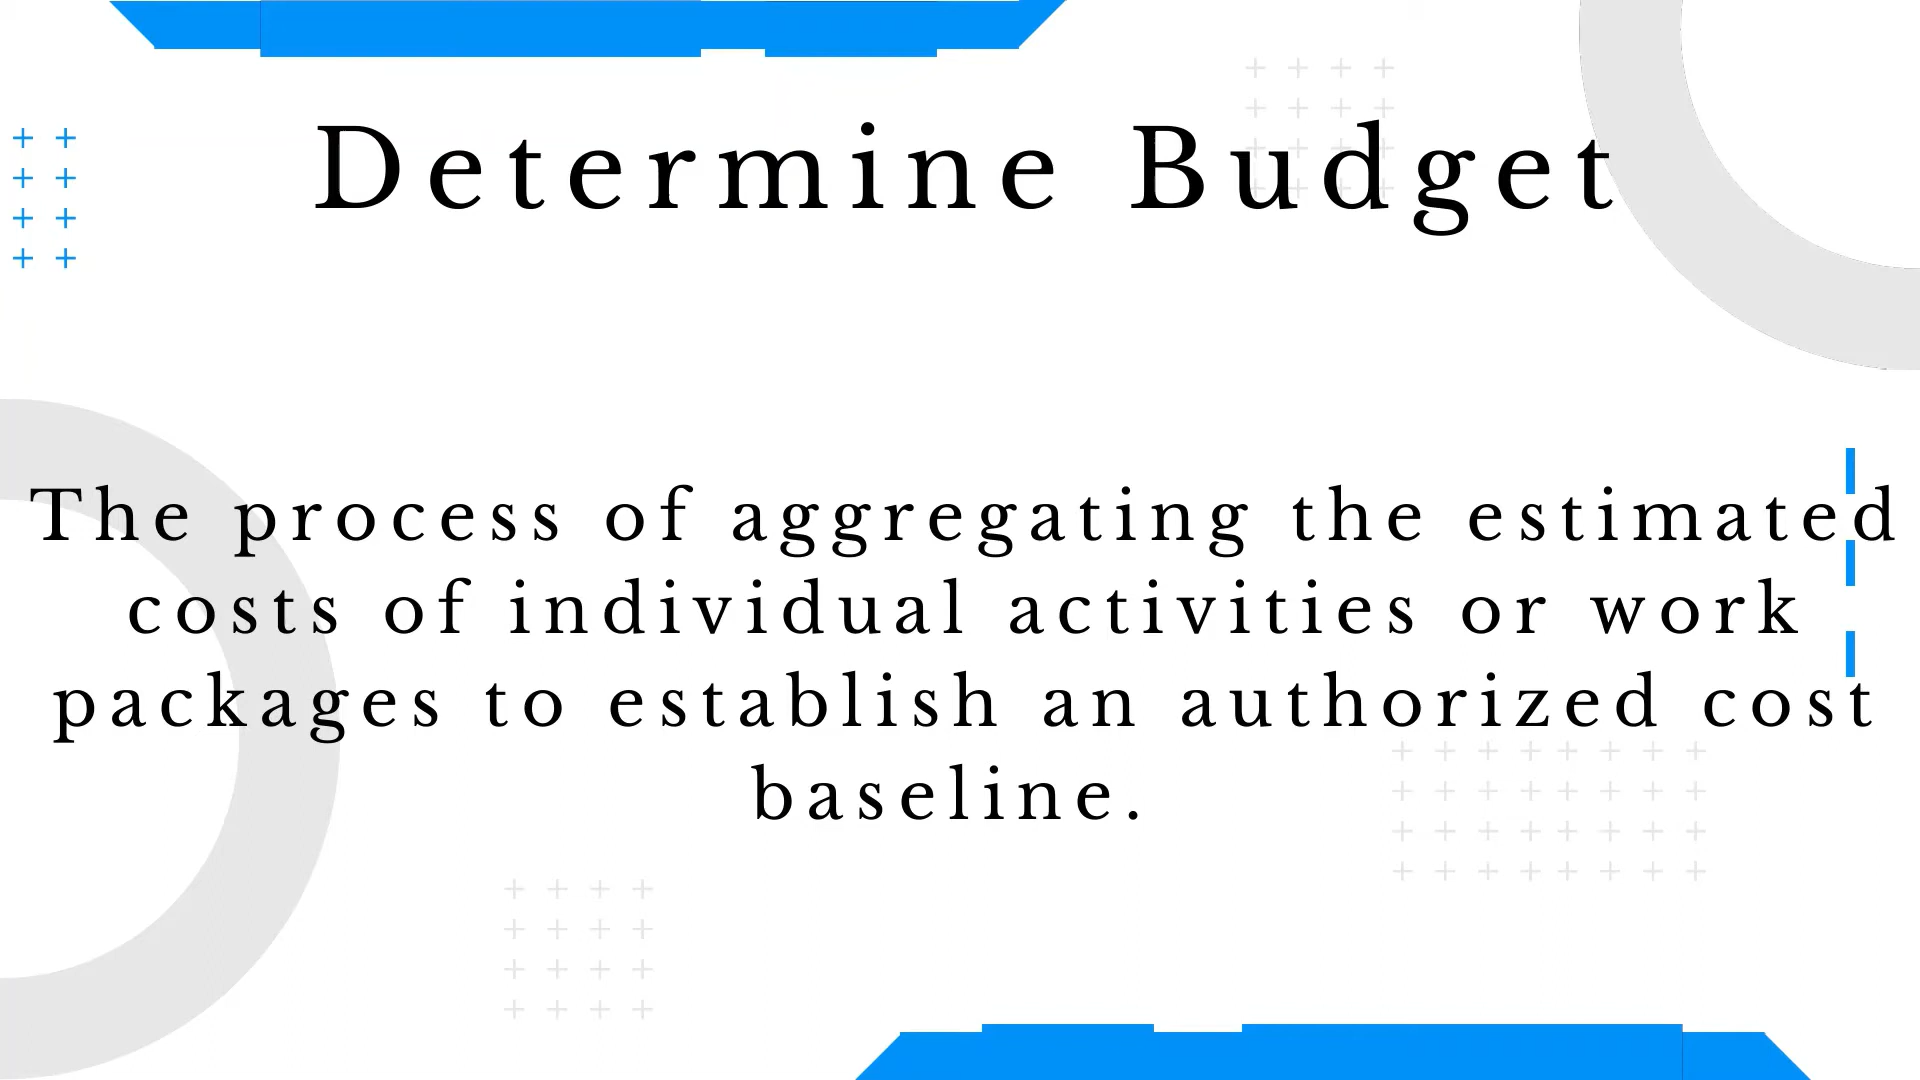 Determine Budget
The process of aggregating the estimated
costs of individual activities or work
packages to establish an authorized cost
baseline.